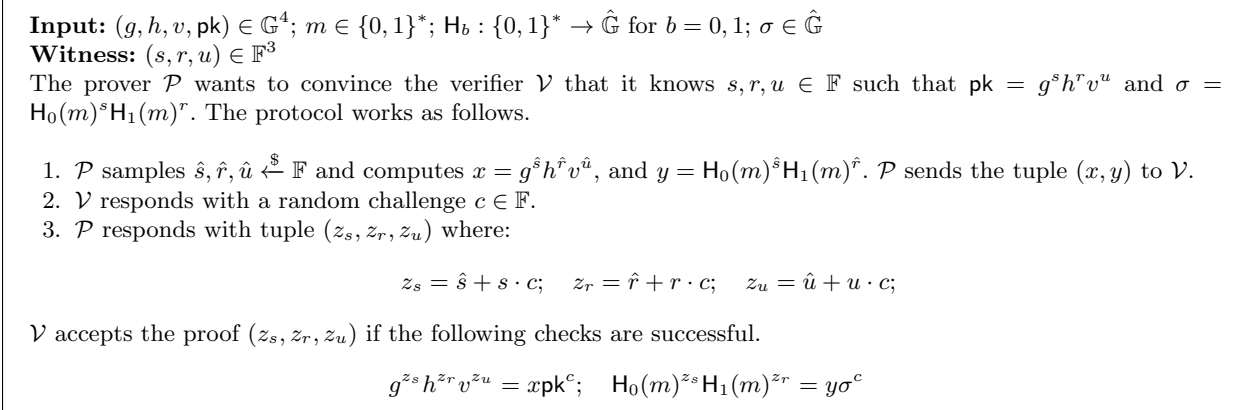 Input: (g, h, v, pk) ∈ 𝔾⁴; m ∈ {0, 1}*; H_b : {0, 1}* → Ĝ for b = 0, 1; σ ∈ Ĝ
Witness: (s, r, u) ∈ 𝔽³
The prover 𝒫 wants to convince the verifier 𝒱 that it knows s, r, u ∈ 𝔽 such that pk = g^s h^r v^u and σ =
H₀(m)^s H₁(m)^r. The protocol works as follows.
1. 𝒫 samples ŝ, r̂, û ←$ 𝔽 and computes x = g^ŝ h^r̂ v^û, and y = H₀(m)^ŝ H₁(m)^r̂. 𝒫 sends the tuple (x, y) to 𝒱.
2. 𝒱 responds with a random challenge c ∈ 𝔽.
3. 𝒫 responds with tuple (z_s, z_r, z_u) where:
z_s = ŝ + s · c; z_r = r̂ + r · c; z_u = û + u · c;
𝒱 accepts the proof (z_s, z_r, z_u) if the following checks are successful.
g^{z_s} h^{z_r} v^{z_u} = xpk^c; H₀(m)^{z_s} H₁(m)^{z_r} = yσ^c